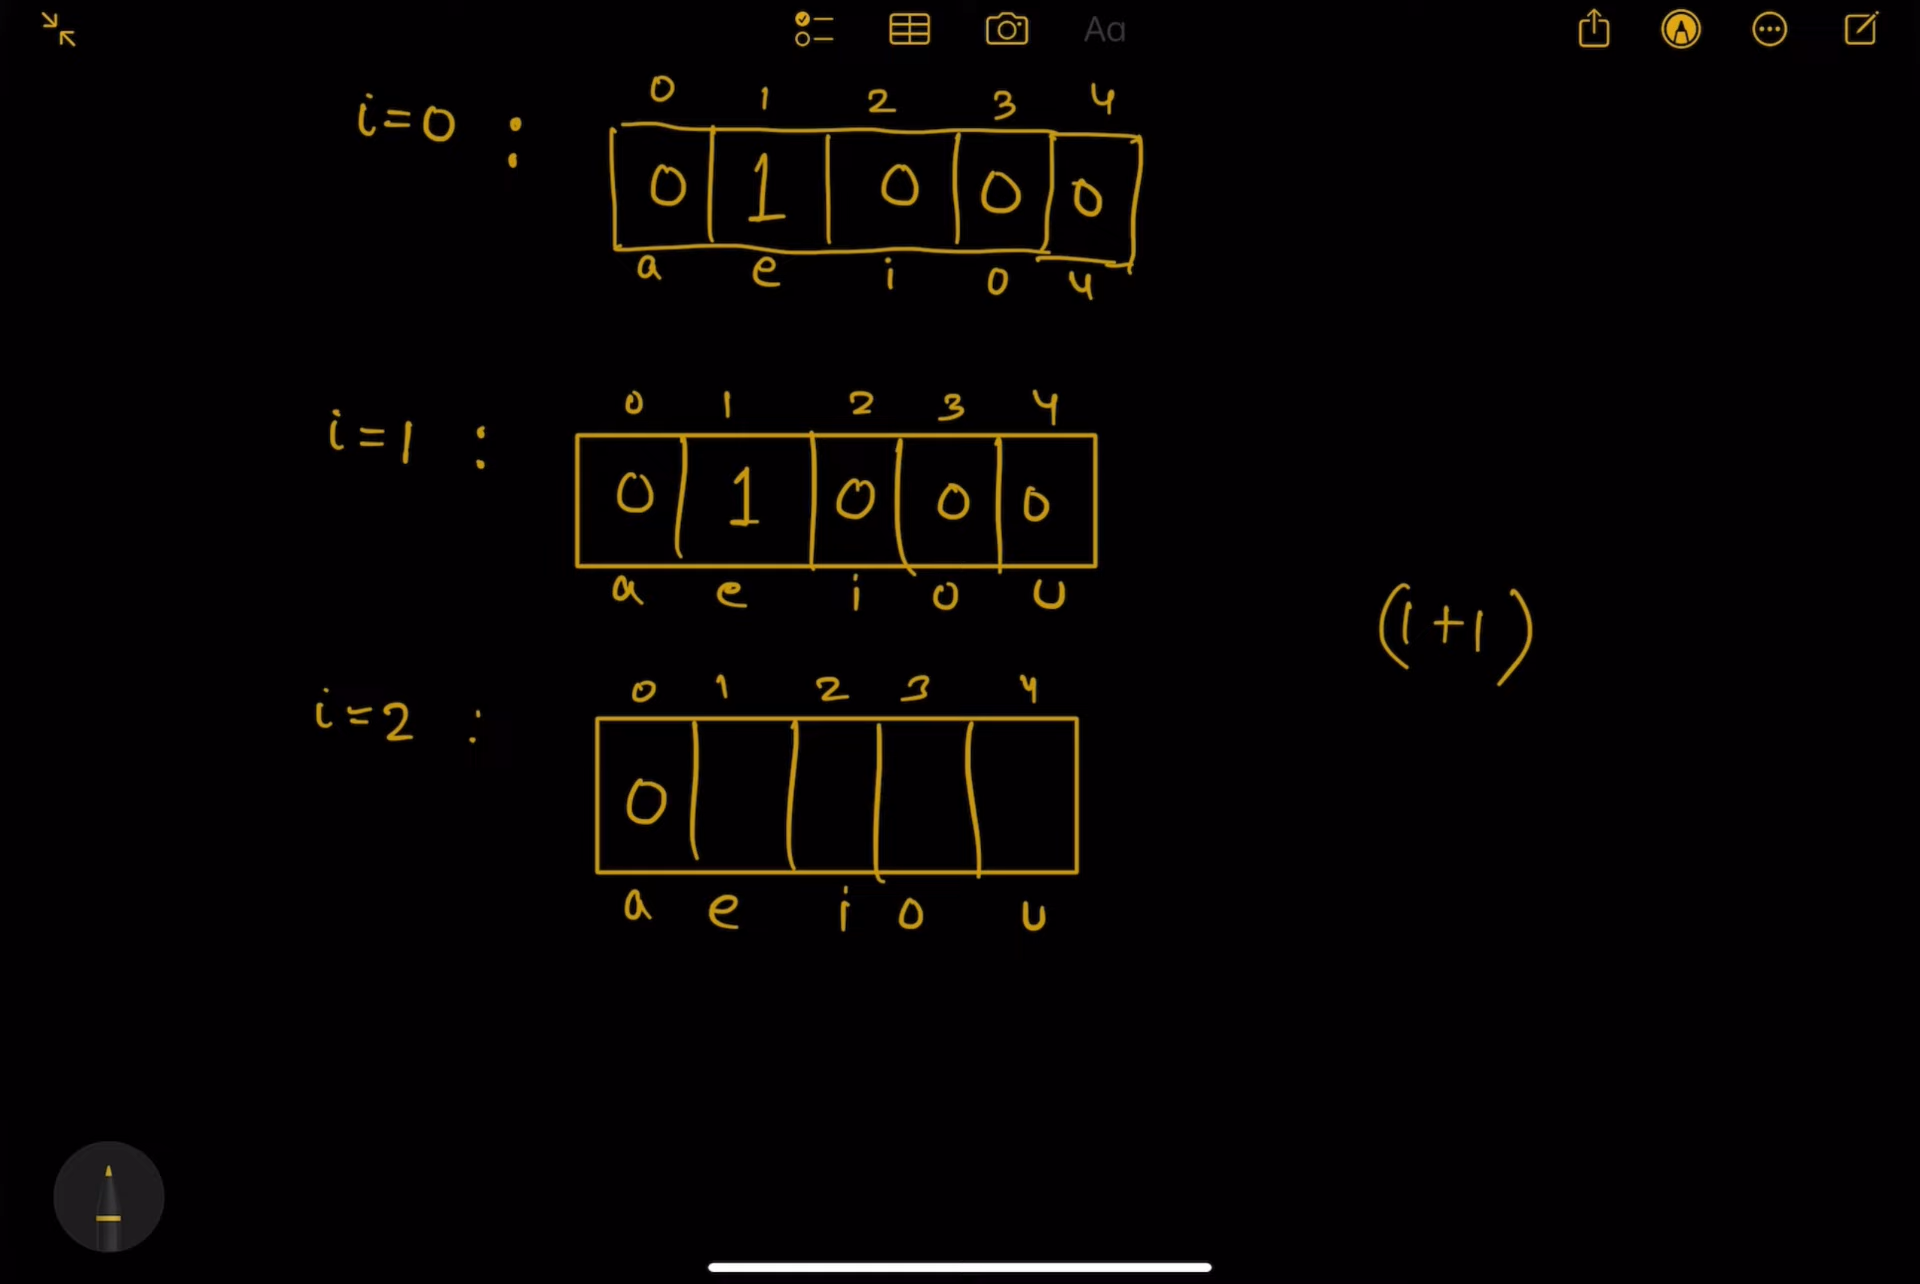 Aa
0 1 2 3 4
i=0 : 0 1 0 0 0
a e i o u
0 1 2 3 4
i=1 : 0 1 0 0 0
a e i o u
(1+1)
0 1 2 3 4
i=2 : 0
a e i o u